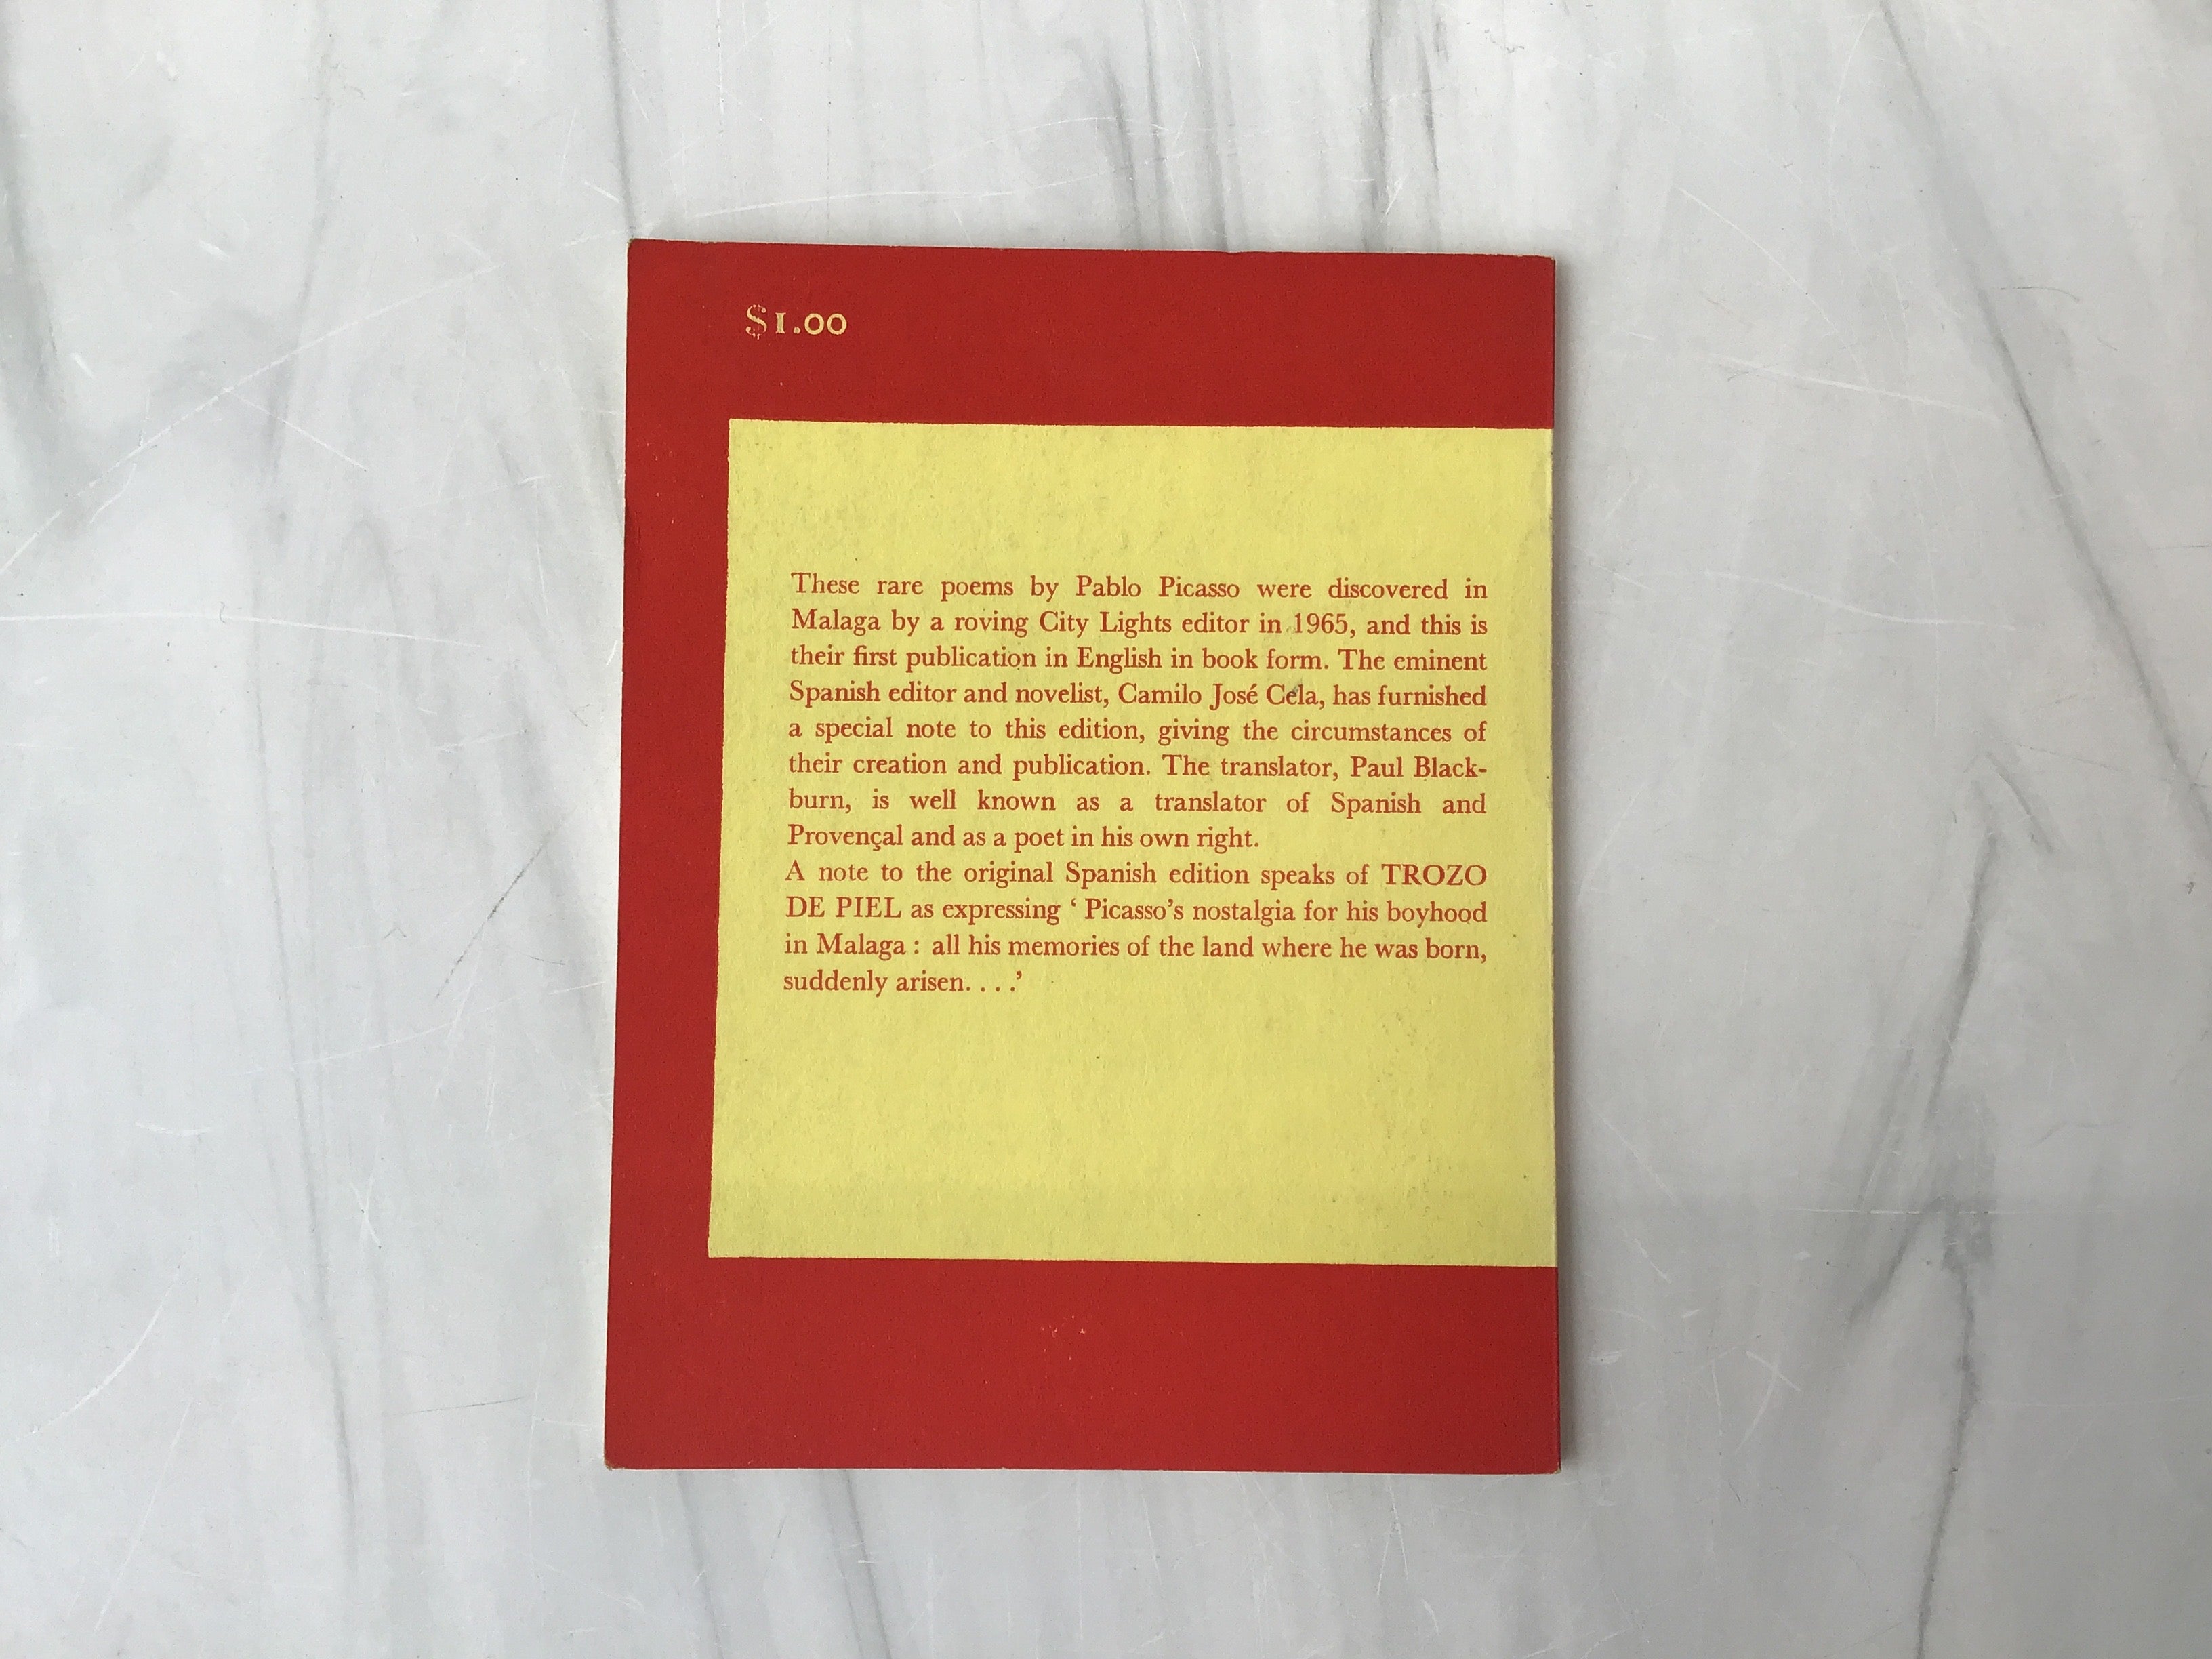 $1.00
These rare poems by Pablo Picasso were discovered in
Malaga by a roving City Lights editor in 1965, and this is
their first publication in English in book form. The eminent
Spanish editor and novelist, Camilo José Cela, has furnished
a special note to this edition, giving the circumstances of
their creation and publication. The translator, Paul Black-
burn, is well known as a translator of Spanish and
Provençal and as a poet in his own right.
A note to the original Spanish edition speaks of TROZO
DE PIEL as expressing ‘ Picasso’s nostalgia for his boyhood
in Malaga : all his memories of the land where he was born,
suddenly arisen. . . .’